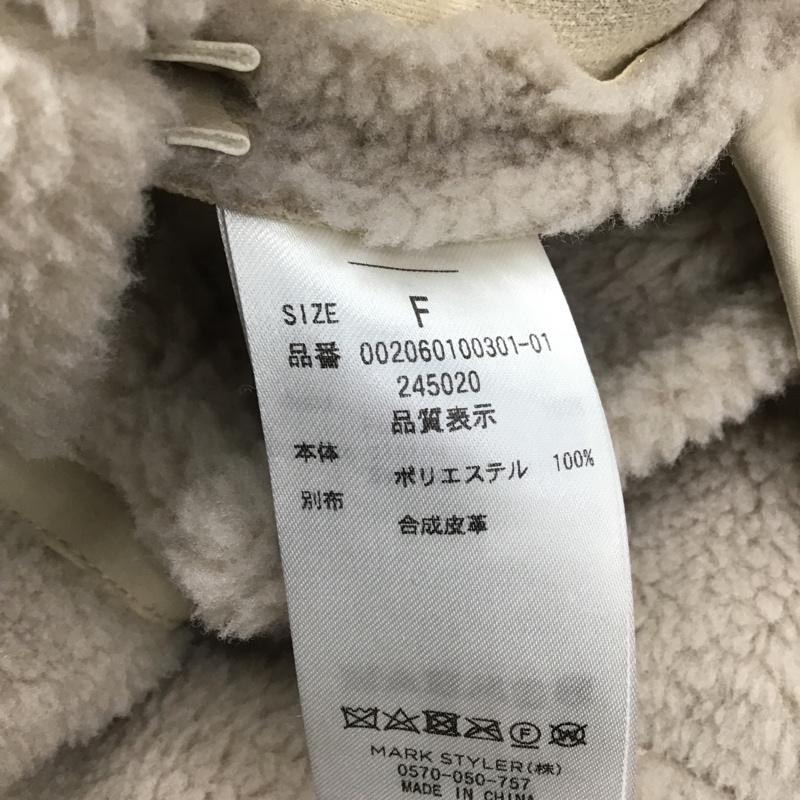 SIZE F
品番 002060100301-01
245020
品質表示
本体 ポリエステル 100%
別布 合成皮革
MARK STYLER(株)
0570-050-757
MADE IN CHINA